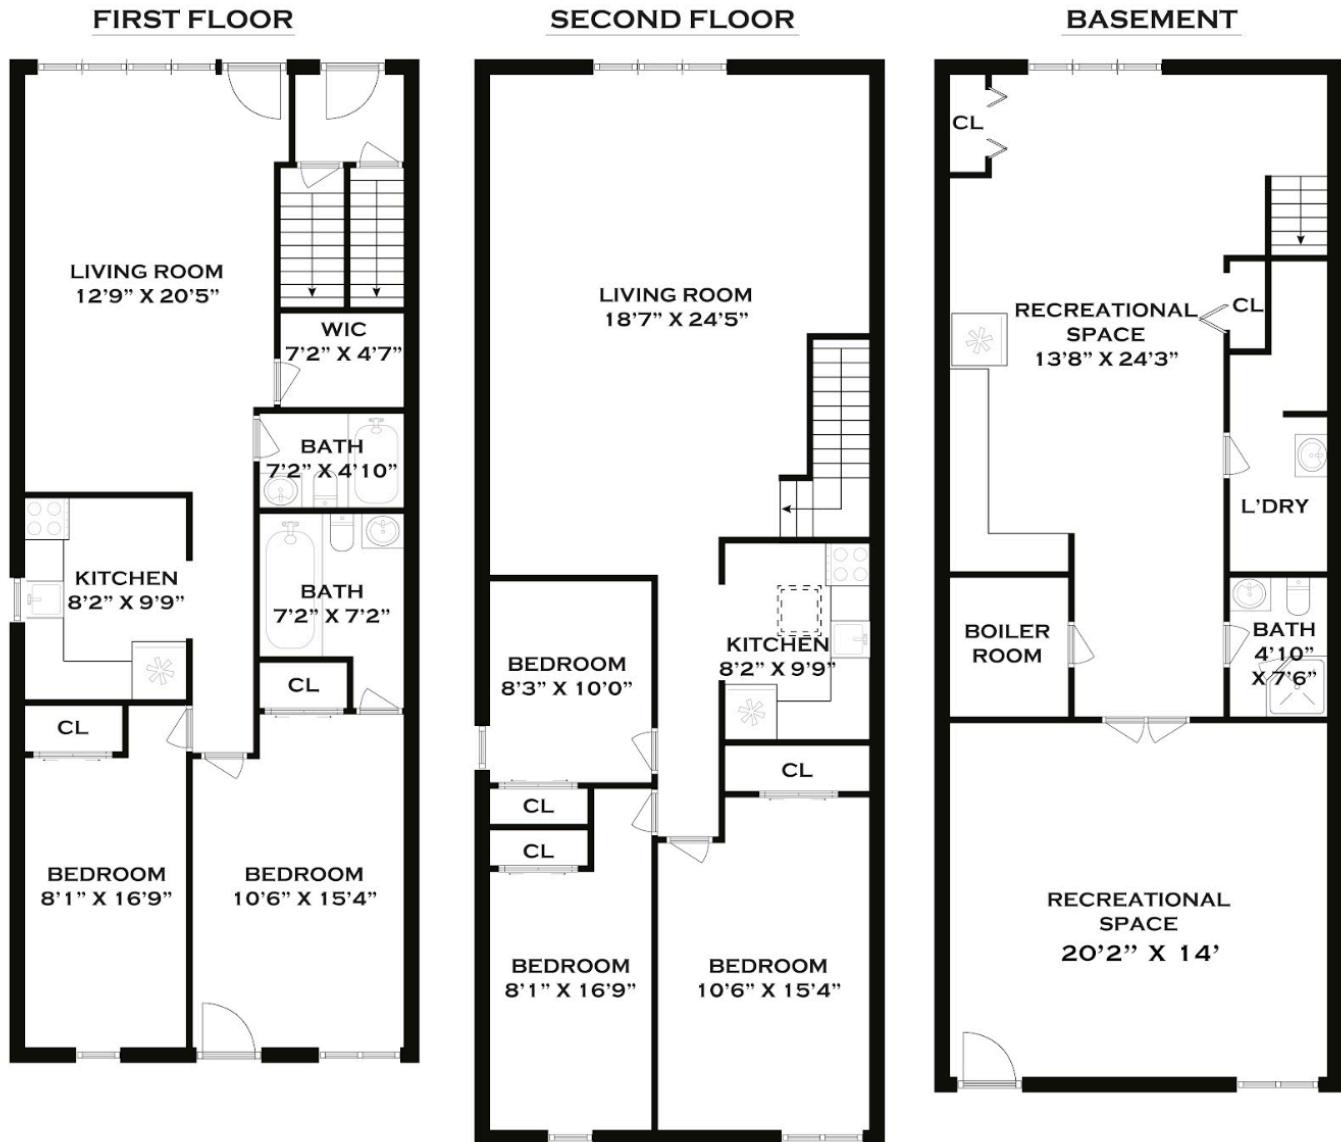 FIRST FLOOR
LIVING ROOM
12'9" X 20'5"
WIC
7'2" X 4'7"
BATH
7'2" X 4'10"
KITCHEN
8'2" X 9'9"
BATH
7'2" X 7'2"
CL
CL
BEDROOM
8'1" X 16'9"
BEDROOM
10'6" X 15'4"
SECOND FLOOR
LIVING ROOM
18'7" X 24'5"
BEDROOM
8'3" X 10'0"
KITCHEN
8'2" X 9'9"
CL
CL
CL
BEDROOM
8'1" X 16'9"
BEDROOM
10'6" X 15'4"
BASEMENT
CL
RECREATIONAL
SPACE
13'8" X 24'3"
CL
L'DRY
BOILER
ROOM
BATH
4'10"
X 7'6"
RECREATIONAL
SPACE
20'2" X 14'